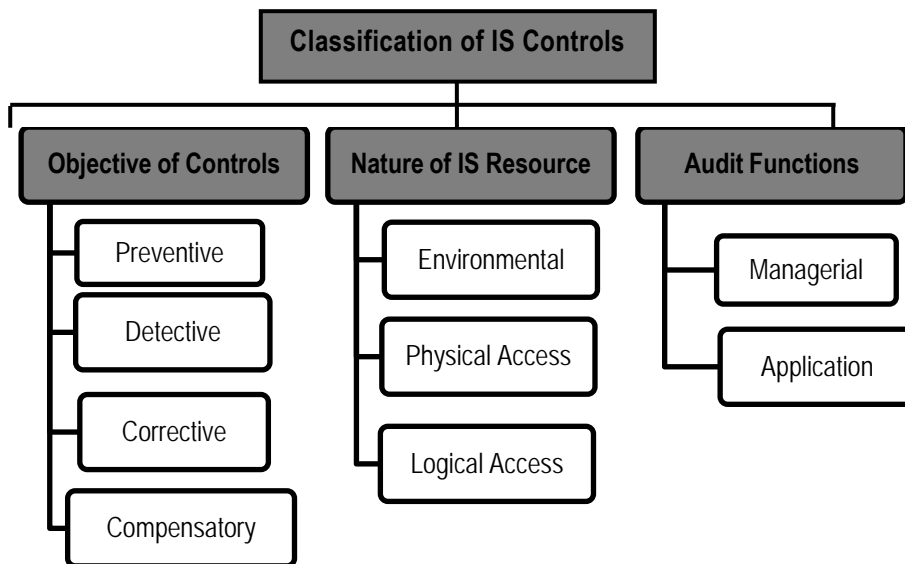 Classification of IS Controls
Objective of Controls
Preventive
Detective
Corrective
Compensatory
Nature of IS Resource
Environmental
Physical Access
Logical Access
Audit Functions
Managerial
Application